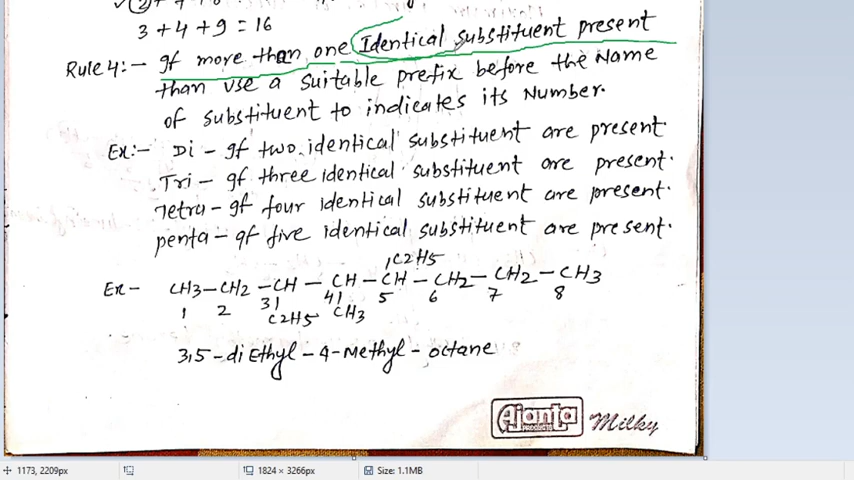 3+4+9 = 16
Rule 4:- If more than one Identical substituent present
than use a suitable prefix before the Name
of substituent to indicates its Number.
Ex:- Di - If two identical substituent are present.
Tri - If three identical substituent are present.
Tetra - If four identical substituent are present.
penta - If five identical substituent are present.
C2H5
Ex- CH3-CH2-CH-CH-CH-CH2-CH2-CH3
1 2 3 4 5 6 7 8
C2H5 CH3
3,5-diEthyl-4-Methyl-octane
Ajanta Milky
1173, 2209px 1824 × 3266px Size: 1.1MB